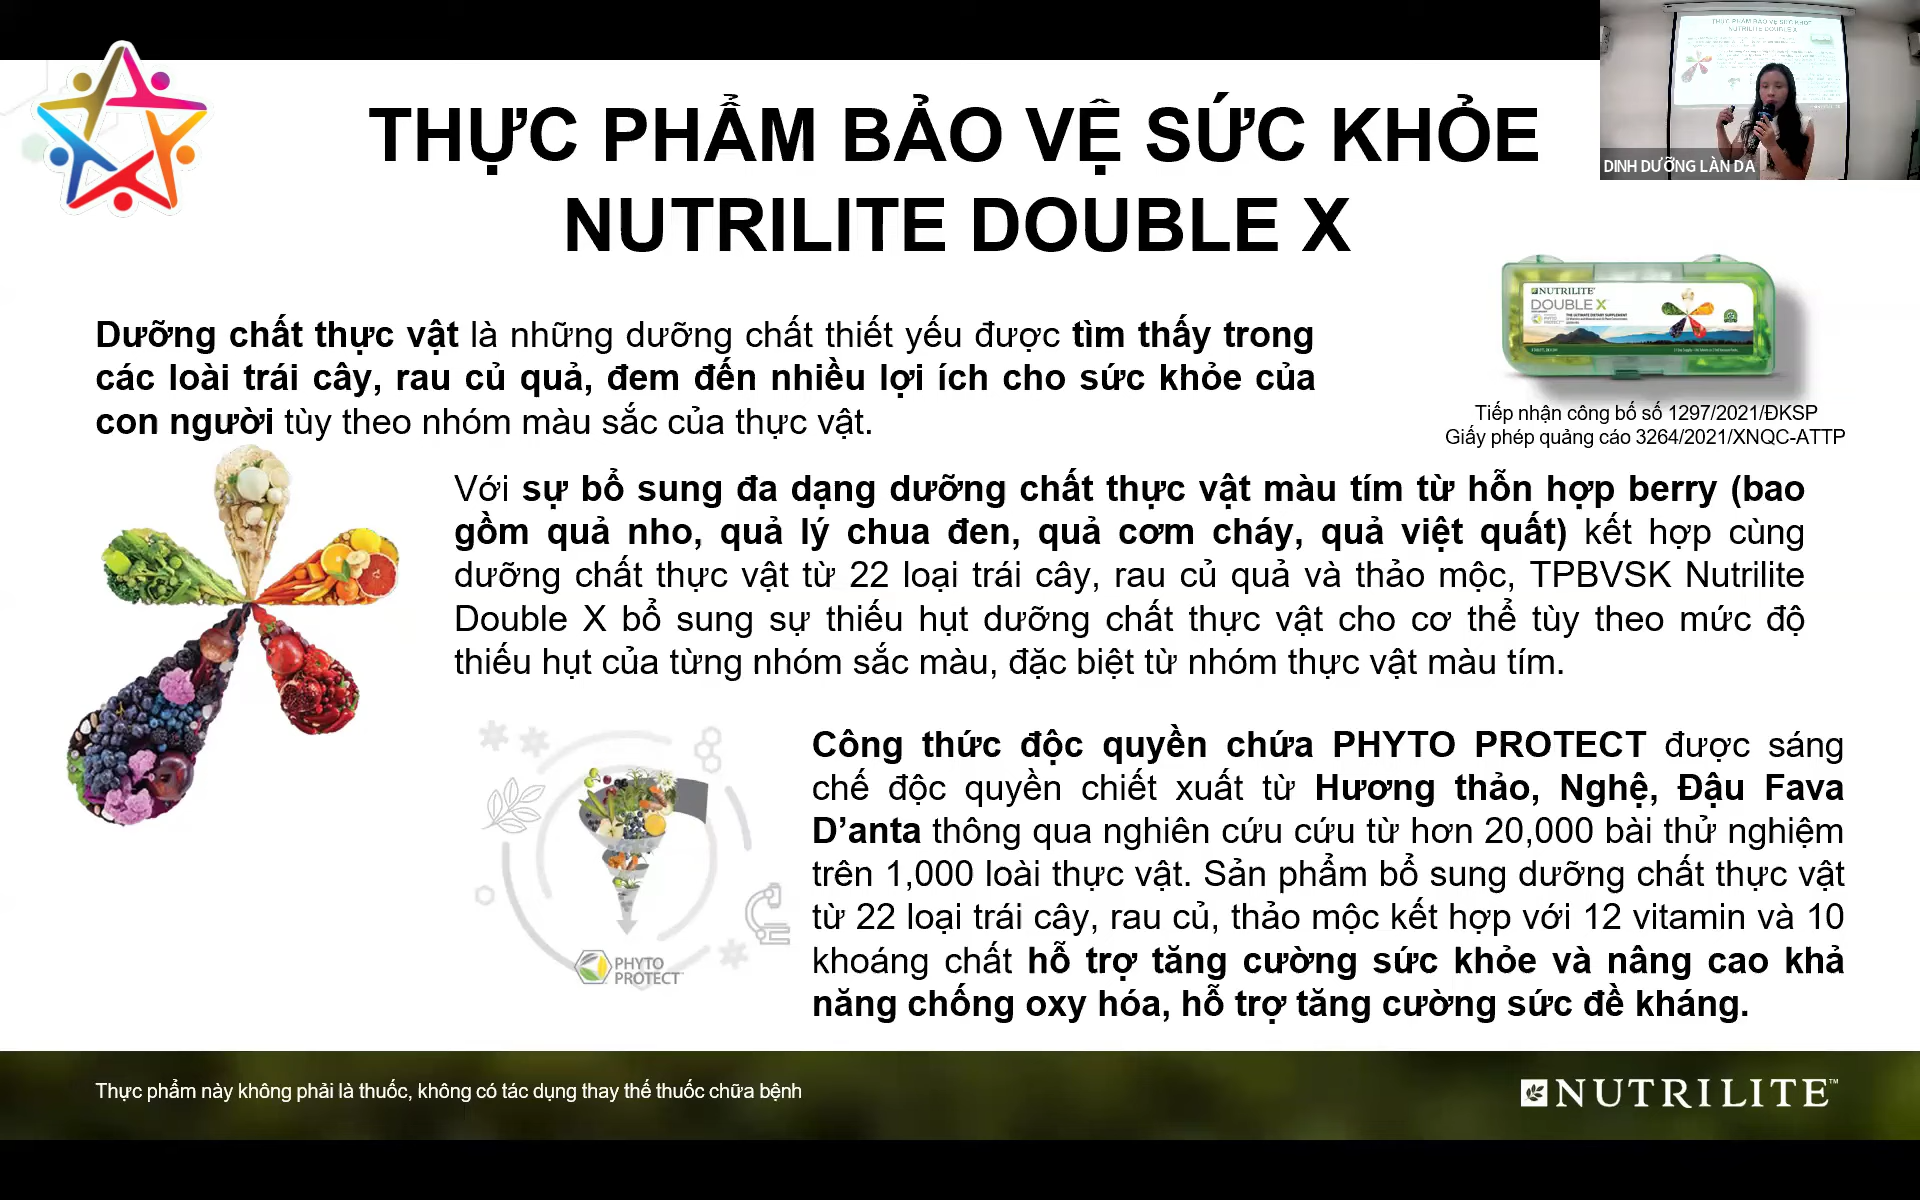 THỰC PHẨM BẢO VỆ SỨC KHỎE
NUTRILITE DOUBLE X
DINH DƯỠNG LÀN DA
NUTRILITE
DOUBLE X
Tiếp nhận công bố số 1297/2021/ĐKSP
Giấy phép quảng cáo 3264/2021/XNQC-ATTP
Dưỡng chất thực vật là những dưỡng chất thiết yếu được tìm thấy trong
các loài trái cây, rau củ quả, đem đến nhiều lợi ích cho sức khỏe của
con người tùy theo nhóm màu sắc của thực vật.
Với sự bổ sung đa dạng dưỡng chất thực vật màu tím từ hỗn hợp berry (bao
gồm quả nho, quả lý chua đen, quả cơm cháy, quả việt quất) kết hợp cùng
dưỡng chất thực vật từ 22 loại trái cây, rau củ quả và thảo mộc, TPBVSK Nutrilite
Double X bổ sung sự thiếu hụt dưỡng chất thực vật cho cơ thể tùy theo mức độ
thiếu hụt của từng nhóm sắc màu, đặc biệt từ nhóm thực vật màu tím.
PHYTO
PROTECT
Công thức độc quyền chứa PHYTO PROTECT được sáng
chế độc quyền chiết xuất từ Hương thảo, Nghệ, Đậu Fava
D’anta thông qua nghiên cứu cứu từ hơn 20,000 bài thử nghiệm
trên 1,000 loài thực vật. Sản phẩm bổ sung dưỡng chất thực vật
từ 22 loại trái cây, rau củ, thảo mộc kết hợp với 12 vitamin và 10
khoáng chất hỗ trợ tăng cường sức khỏe và nâng cao khả
năng chống oxy hóa, hỗ trợ tăng cường sức đề kháng.
Thực phẩm này không phải là thuốc, không có tác dụng thay thế thuốc chữa bệnh
NUTRILITE™